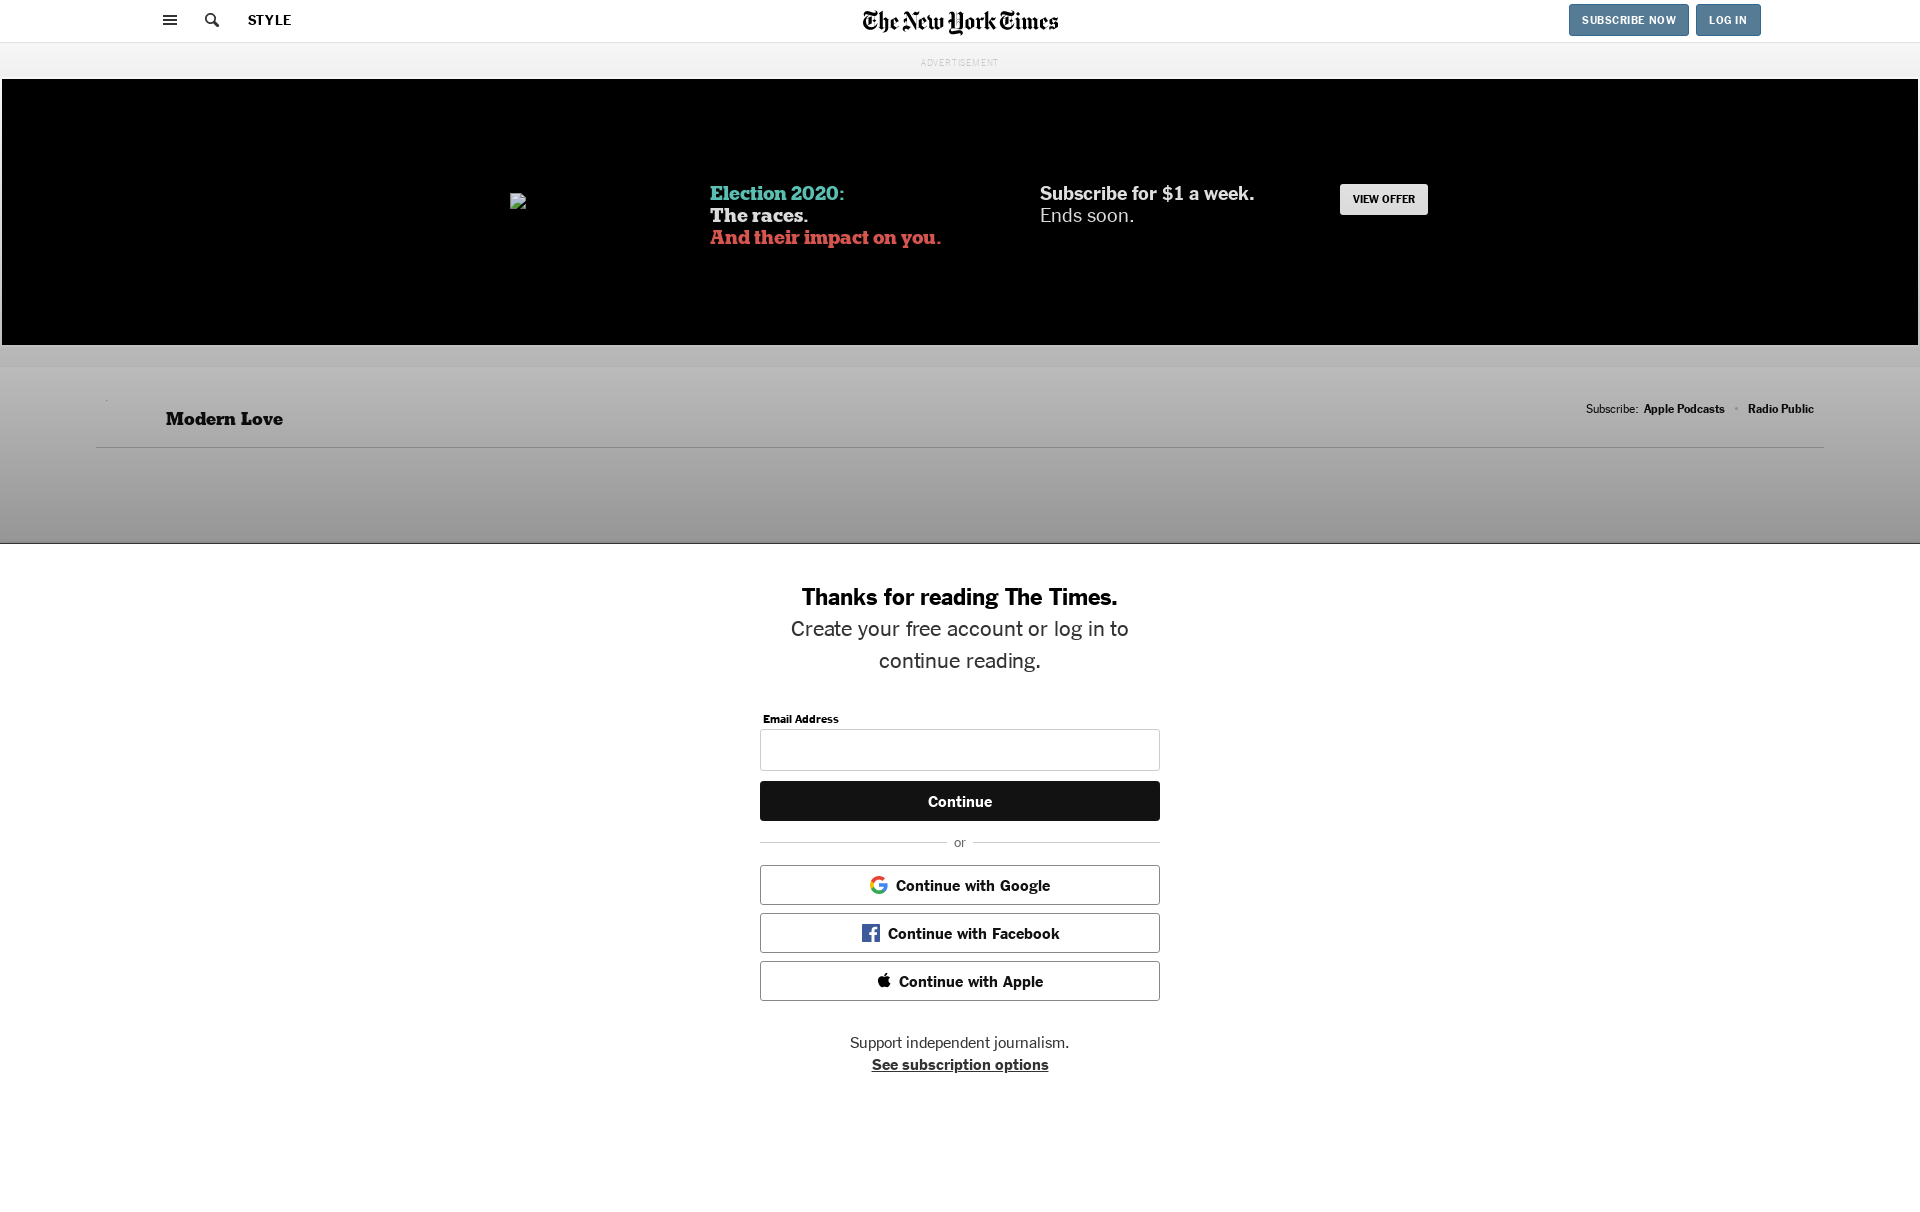 STYLE
The New York Times
SUBSCRIBE NOW
LOG IN
ADVERTISEMENT
Election 2020:
The races.
And their impact on you.
Subscribe for $1 a week.
Ends soon.
VIEW OFFER
Modern Love
Subscribe: Apple Podcasts • Radio Public
Thanks for reading The Times.
Create your free account or log in to
continue reading.
Email Address
Continue
or
Continue with Google
Continue with Facebook
Continue with Apple
Support independent journalism.
See subscription options